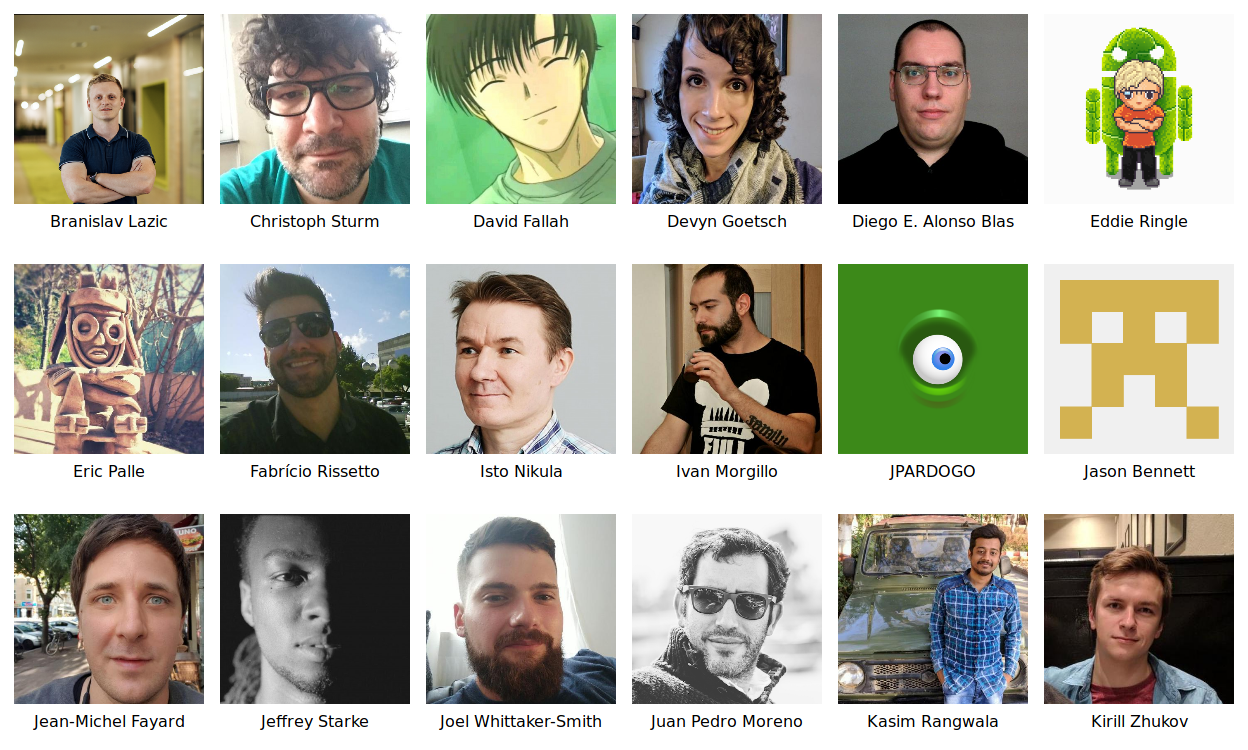 Branislav Lazic
Christoph Sturm
David Fallah
Devyn Goetsch
Diego E. Alonso Blas
Eddie Ringle
Eric Palle
Fabrício Rissetto
Isto Nikula
Ivan Morgillo
JPARDOGO
Jason Bennett
Jean-Michel Fayard
Jeffrey Starke
Joel Whittaker-Smith
Juan Pedro Moreno
Kasim Rangwala
Kirill Zhukov